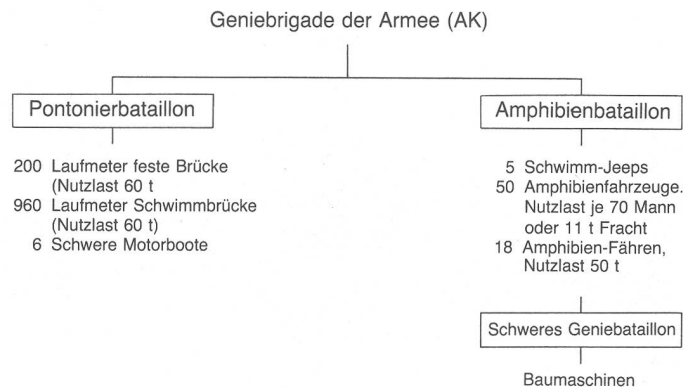 Geniebrigade der Armee (AK)
Pontonierbataillon
200 Laufmeter feste Brücke
(Nutzlast 60 t
960 Laufmeter Schwimmbrücke
(Nutzlast 60 t)
6 Schwere Motorboote
Amphibienbataillon
5 Schwimm-Jeeps
50 Amphibienfahrzeuge.
Nutzlast je 70 Mann
oder 11 t Fracht
18 Amphibien-Fähren,
Nutzlast 50 t
Schweres Geniebataillon
Baumaschinen